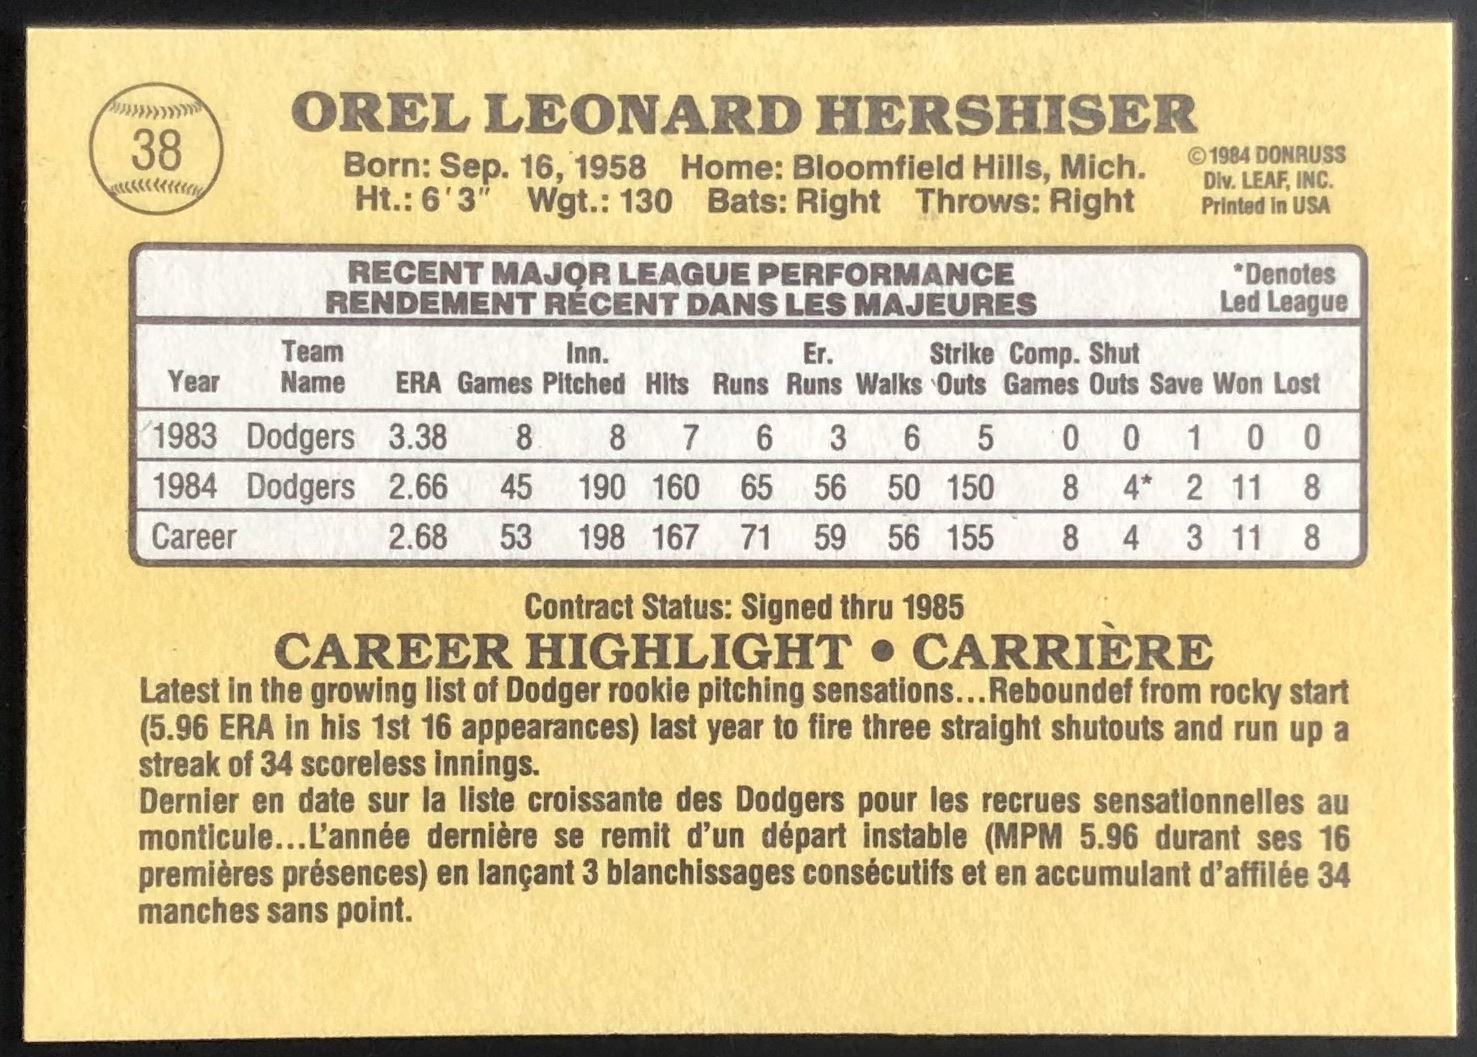 38
OREL LEONARD HERSHISER
Born: Sep. 16, 1958 Home: Bloomfield Hills, Mich.
Ht.: 6'3" Wgt.: 130 Bats: Right Throws: Right
©1984 DONRUSS
Div. LEAF, INC.
Printed in USA
RECENT MAJOR LEAGUE PERFORMANCE
RENDEMENT RÉCENT DANS LES MAJEURES
*Denotes
Led League
Year Team Name ERA Games Inn. Pitched Hits Runs Er. Runs Walks Strike Outs Comp. Games Shut Outs Save Won Lost
1983 Dodgers 3.38 8 8 7 6 3 6 5 0 0 1 0 0
1984 Dodgers 2.66 45 190 160 65 56 50 150 8 4* 2 11 8
Career 2.68 53 198 167 71 59 56 155 8 4 3 11 8
Contract Status: Signed thru 1985
CAREER HIGHLIGHT • CARRIÈRE
Latest in the growing list of Dodger rookie pitching sensations...Reboundef from rocky start
(5.96 ERA in his 1st 16 appearances) last year to fire three straight shutouts and run up a
streak of 34 scoreless innings.
Dernier en date sur la liste croissante des Dodgers pour les recrues sensationnelles au
monticule...L'année dernière se remit d'un départ instable (MPM 5.96 durant ses 16
premières présences) en lançant 3 blanchissages consécutifs et en accumulant d'affilée 34
manches sans point.